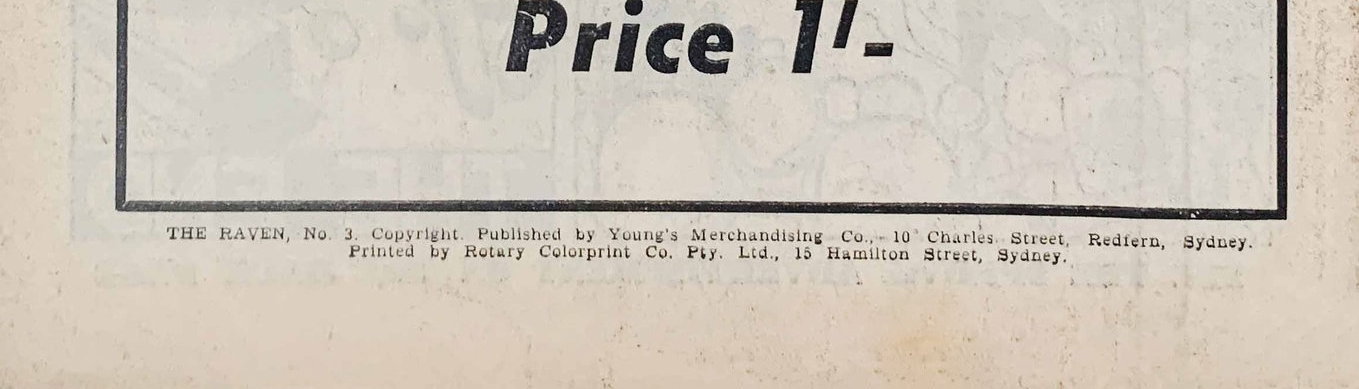 Price 1'-
THE RAVEN, No. 3. Copyright. Published by Young's Merchandising Co., 10 Charles Street, Redfern, Sydney.
Printed by Rotary Colorprint Co. Pty. Ltd., 15 Hamilton Street, Sydney.